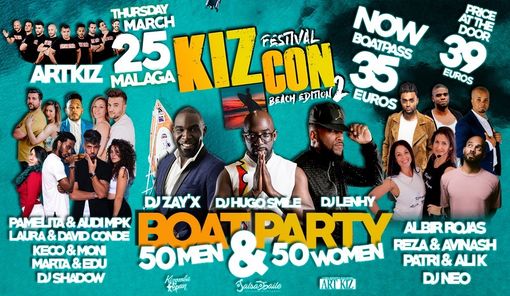 THURSDAY
MARCH
25
MALAGA
ARTKIZ
KIZ
FESTIVAL
CON
BEACH EDITION 2
NOW
BOATPASS
35
EUROS
PRICE
AT THE
DOOR
39
EUROS
DJ ZAY'X
DJ HUGO SMILE
DJ LENHY
BOAT PARTY
50 MEN & 50 WOMEN
PAMELITA & AUDI MPK
LAURA & DAVID CONDE
KECO & MONI
MARTA & EDU
DJ SHADOW
ALBIR ROJAS
REZA & AVINASH
PATRI & ALI K
DJ NEO
Salsa&Baile
ART'KIZ